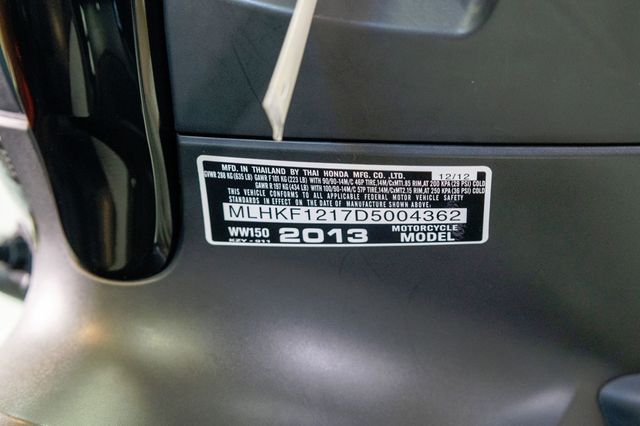 MFD. IN THAILAND BY THAI HONDA MFG. CO., LTD. 12/12
GVWR 288 KG (635 LB) GAWR F 101 KG (223 LB) WITH 90/90-14M/C 46P TIRE,14M/CxMT1.85 RIM, AT 200 KPA (29 PSI) COLD
GAWR R 197 KG (434 LB) WITH 100/90-14M/C 57P TIRE,14M/CxMT2.15 RIM, AT 250 KPA (36 PSI) COLD
THIS VEHICLE CONFORMS TO ALL APPLICABLE FEDERAL MOTOR VEHICLE SAFETY
STANDARDS IN EFFECT ON THE DATE OF MANUFACTURE SHOWN ABOVE.
MLHKF1217D5004362
WW150 2013 MOTORCYCLE
KZY-911 MODEL